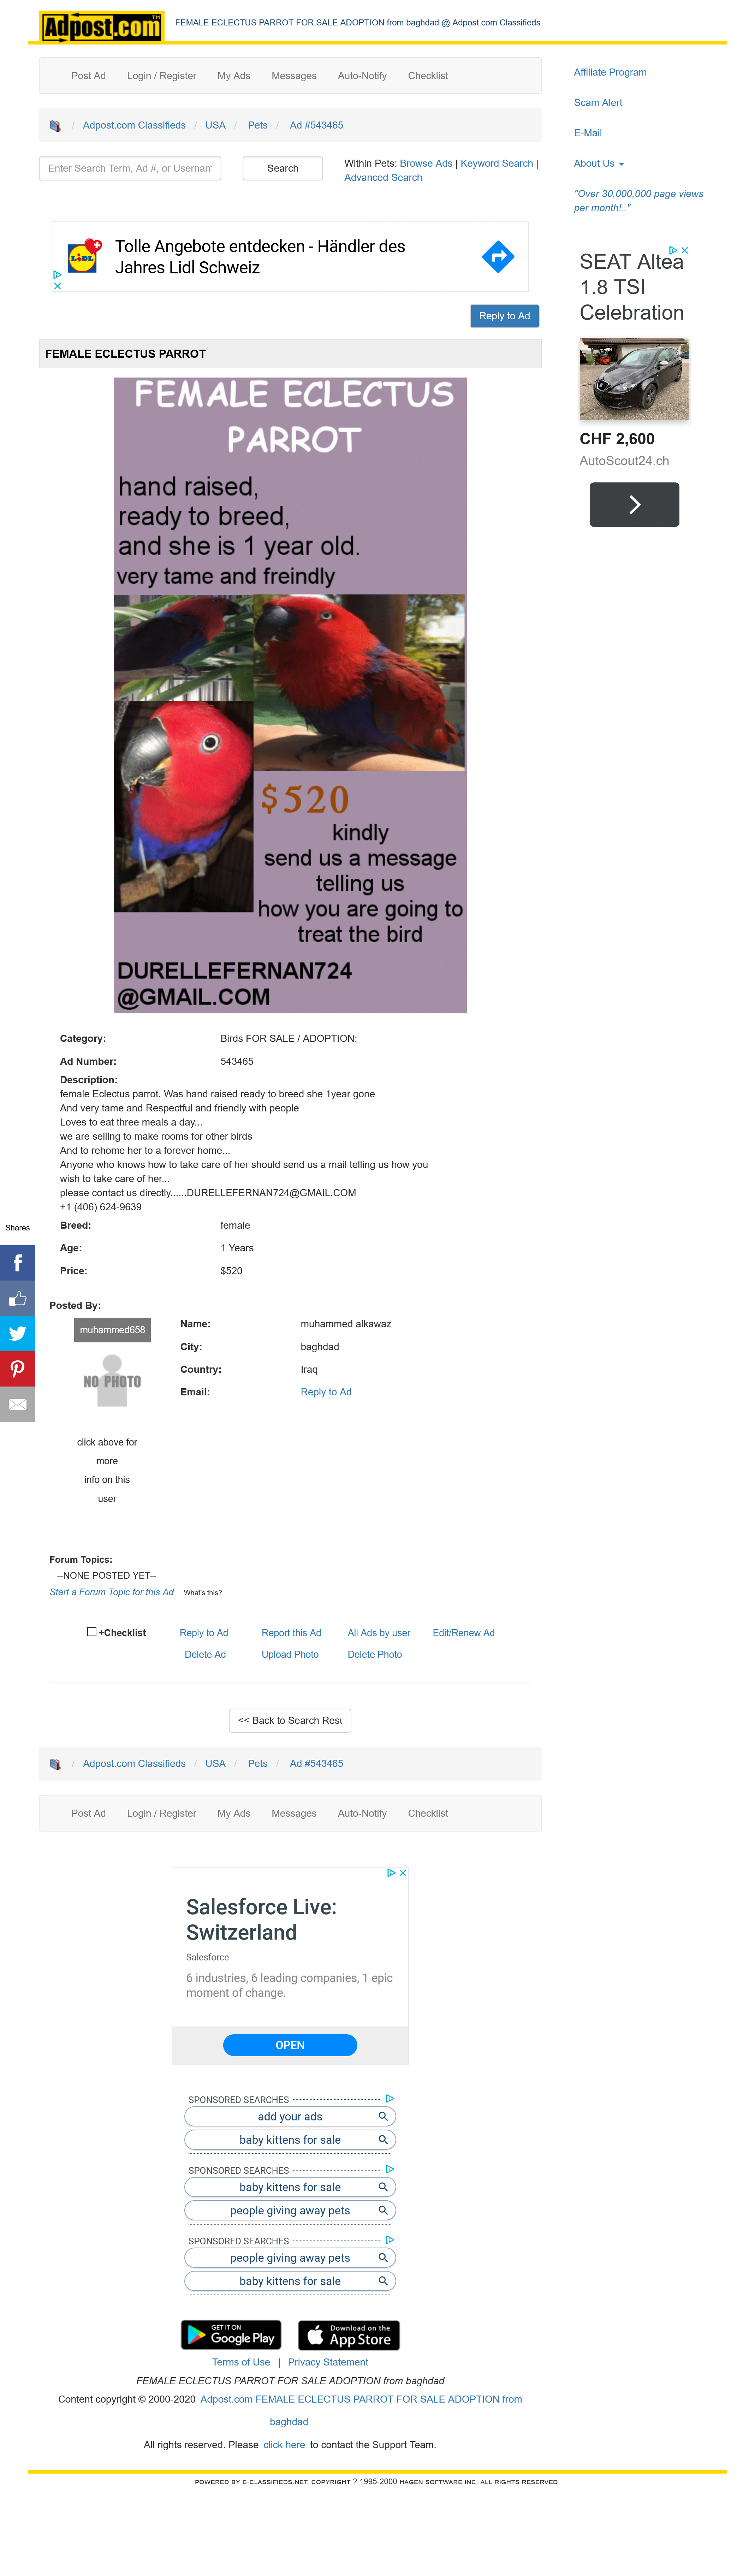 Adpost.com™
FEMALE ECLECTUS PARROT FOR SALE ADOPTION from baghdad @ Adpost.com Classifieds
Post Ad Login / Register My Ads Messages Auto-Notify Checklist
Affiliate Program
Scam Alert
E-Mail
About Us
"Over 30,000,000 page views
per month!.."
/ Adpost.com Classifieds / USA / Pets / Ad #543465
Enter Search Term, Ad #, or Usernam
Search
Within Pets: Browse Ads | Keyword Search |
Advanced Search
LIDL
Tolle Angebote entdecken - Händler des
Jahres Lidl Schweiz
SEAT Altea
1.8 TSI
Celebration
CHF 2,600
AutoScout24.ch
Reply to Ad
FEMALE ECLECTUS PARROT
FEMALE ECLECTUS
PARROT
hand raised,
ready to breed,
and she is 1 year old.
very tame and feindly
$520
kindly
send us a message
telling us
how you are going to
treat the bird
DURELLEFERNAN724
@GMAIL.COM
Category: Birds FOR SALE / ADOPTION:
Ad Number: 543465
Description:
female Eclectus parrot. Was hand raised ready to breed she 1year gone
And very tame and Respectful and friendly with people
Loves to eat three meals a day...
we are selling to make rooms for other birds
And to rehome her to a forever home...
Anyone who knows how to take care of her should send us a mail telling us how you
wish to take care of her...
please contact us directly......DURELLEFERNAN724@GMAIL.COM
+1 (406) 624-9639
Breed: female
Age: 1 Years
Price: $520
Shares
Posted By:
muhammed658
NO PHOTO
click above for
more
info on this
user
Name: muhammed alkawaz
City: baghdad
Country: Iraq
Email: Reply to Ad
Forum Topics:
--NONE POSTED YET--
Start a Forum Topic for this Ad What's this?
+Checklist Reply to Ad Report this Ad All Ads by user Edit/Renew Ad
Delete Ad Upload Photo Delete Photo
<< Back to Search Resu
/ Adpost.com Classifieds / USA / Pets / Ad #543465
Post Ad Login / Register My Ads Messages Auto-Notify Checklist
Salesforce Live:
Switzerland
Salesforce
6 industries, 6 leading companies, 1 epic
moment of change.
OPEN
SPONSORED SEARCHES
add your ads
baby kittens for sale
SPONSORED SEARCHES
baby kittens for sale
people giving away pets
SPONSORED SEARCHES
people giving away pets
baby kittens for sale
GET IT ON
Google Play
Download on the
App Store
Terms of Use | Privacy Statement
FEMALE ECLECTUS PARROT FOR SALE ADOPTION from baghdad
Content copyright © 2000-2020 Adpost.com FEMALE ECLECTUS PARROT FOR SALE ADOPTION from
baghdad
All rights reserved. Please click here to contact the Support Team.
POWERED BY E-CLASSIFIEDS.NET. COPYRIGHT ? 1995-2000 HAGEN SOFTWARE INC. ALL RIGHTS RESERVED.